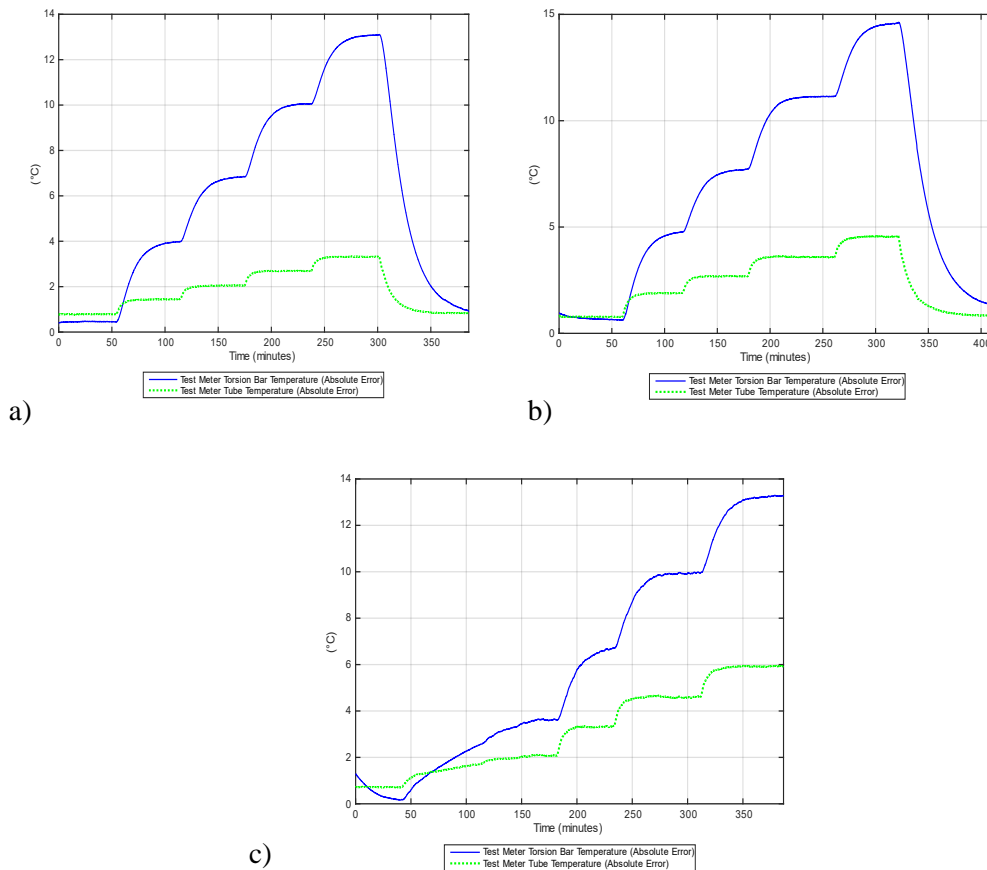 14
12
10
8
6
4
2
0
(°C)
0 50 100 150 200 250 300 350
Time (minutes)
Test Meter Torsion Bar Temperature (Absolute Error)
Test Meter Tube Temperature (Absolute Error)
a)
15
10
5
0
(°C)
0 50 100 150 200 250 300 350 400
Time (minutes)
Test Meter Torsion Bar Temperature (Absolute Error)
Test Meter Tube Temperature (Absolute Error)
b)
14
12
10
8
6
4
2
0
(°C)
0 50 100 150 200 250 300 350
Time (minutes)
Test Meter Torsion Bar Temperature (Absolute Error)
Test Meter Tube Temperature (Absolute Error)
c)